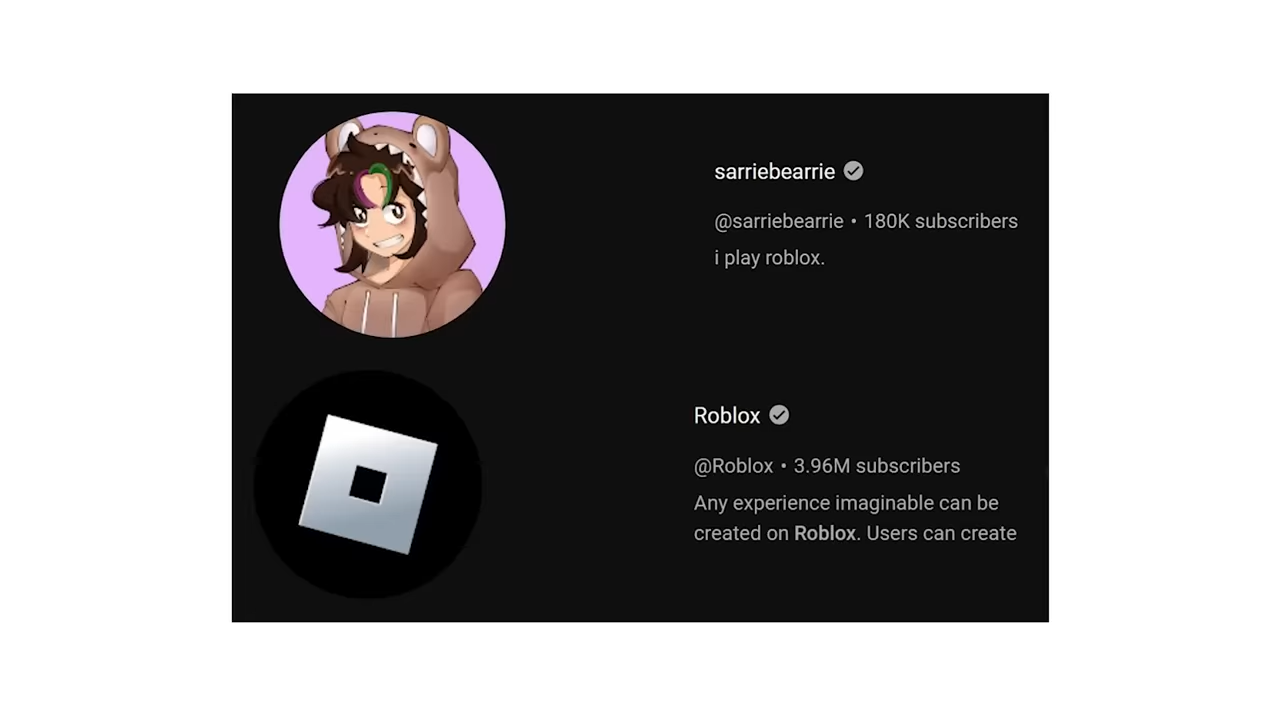 sarriebearrie
@sarriebearrie • 180K subscribers
i play roblox.
Roblox
@Roblox • 3.96M subscribers
Any experience imaginable can be
created on Roblox. Users can create